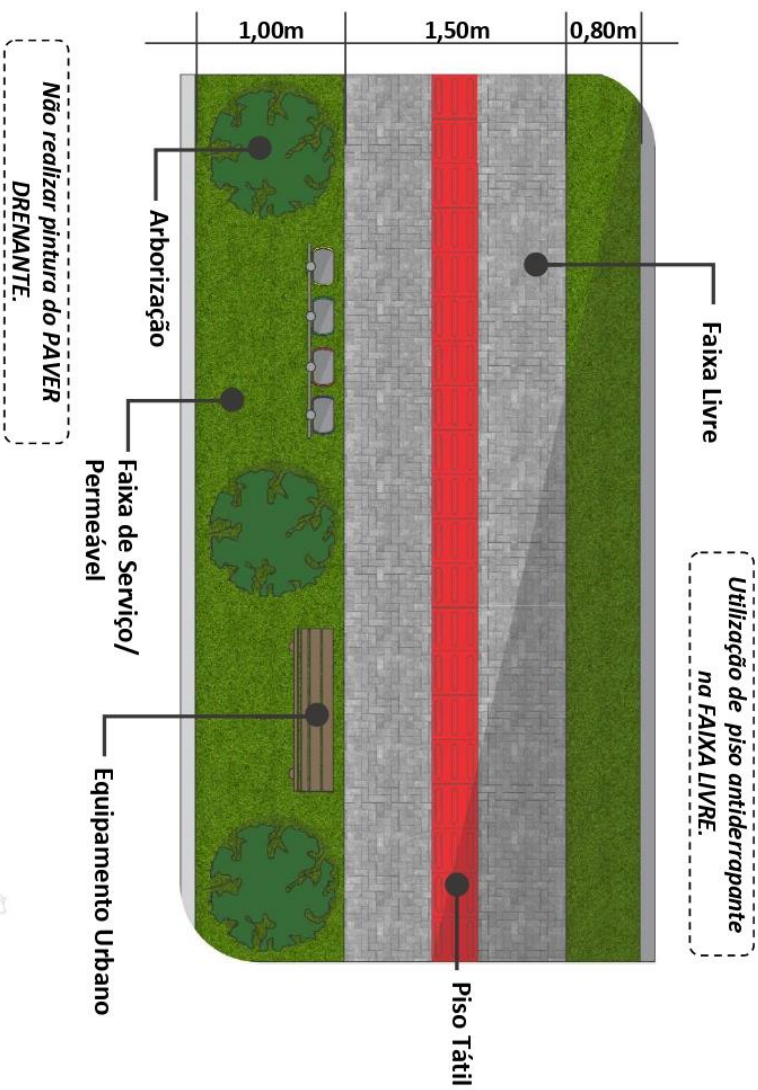 1,00m
1,50m
0,80m
Utilização de piso antiderrapante
na FAIXA LIVRE.
Faixa Livre
Piso Tátil
Arborização
Faixa de Serviço/
Permeável
Equipamento Urbano
Não realizar pintura do PAVER
DRENANTE.